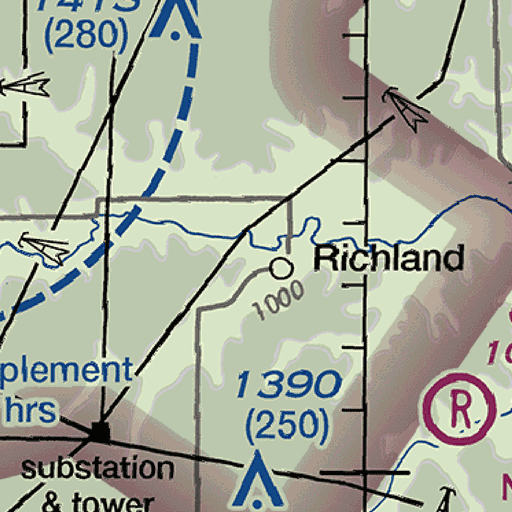 (280)
Richland
1000
plement
hrs
1390
(250)
R
substation
& tower